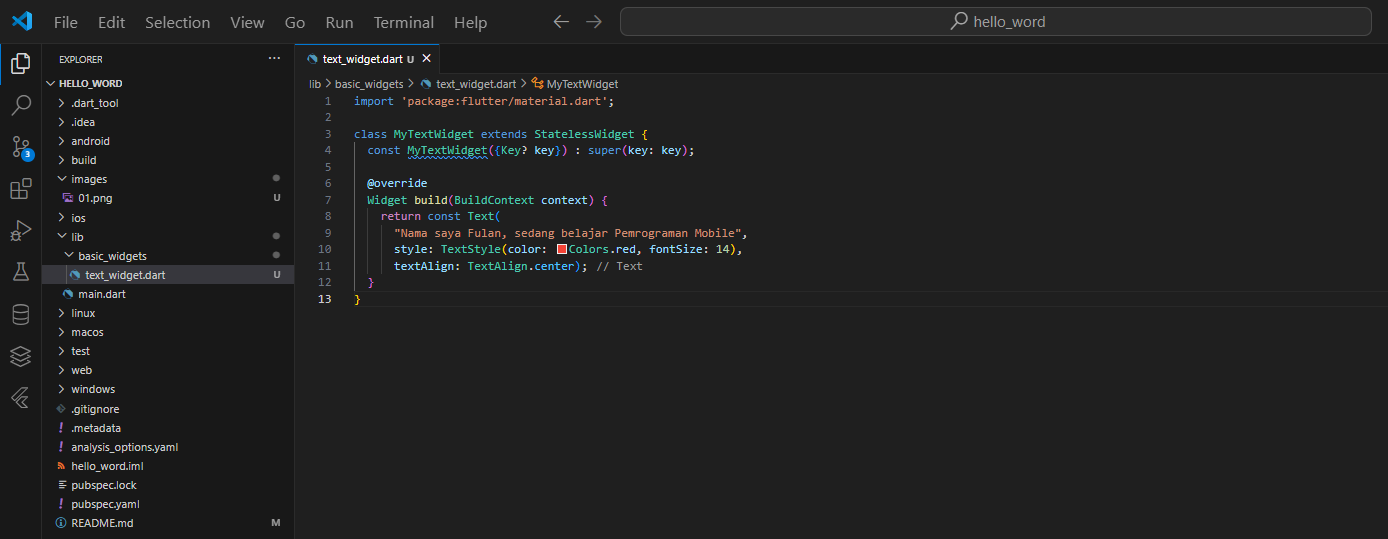 File Edit Selection View Go Run Terminal Help
hello_word
EXPLORER
HELLO_WORD
.dart_tool
.idea
android
build
images
01.png U
ios
lib
basic_widgets
text_widget.dart U
main.dart
linux
macos
test
web
windows
.gitignore
.metadata
analysis_options.yaml
hello_word.iml
pubspec.lock
pubspec.yaml
README.md M
3
text_widget.dart U
lib > basic_widgets > text_widget.dart > MyTextWidget
1 import 'package:flutter/material.dart';
2
3 class MyTextWidget extends StatelessWidget {
4 const MyTextWidget({Key? key}) : super(key: key);
5
6 @override
7 Widget build(BuildContext context) {
8 return const Text(
9 "Nama saya Fulan, sedang belajar Pemrograman Mobile",
10 style: TextStyle(color: Colors.red, fontSize: 14),
11 textAlign: TextAlign.center); // Text
12 }
13 }